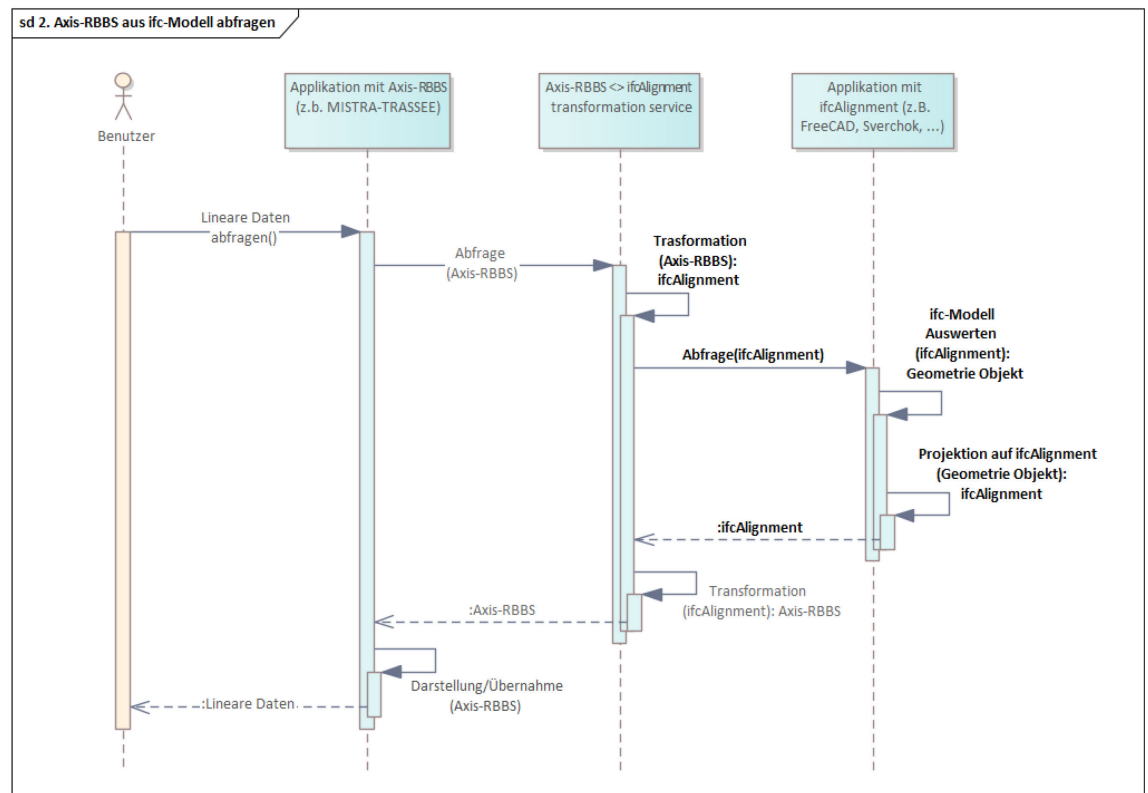 sd 2. Axis-RBBS aus ifc-Modell abfragen
Benutzer
Applikation mit Axis-RBBS
(z.b. MISTRA-TRASSEE)
Axis-RBBS <> ifcAlignment
transformation service
Applikation mit
ifcAlignment (z.B.
FreeCAD, Sverchok, ...)
Lineare Daten
abfragen()
Abfrage
(Axis-RBBS)
Trasformation
(Axis-RBBS):
ifcAlignment
Abfrage(ifcAlignment)
ifc-Modell
Auswerten
(ifcAlignment):
Geometrie Objekt
Projektion auf ifcAlignment
(Geometrie Objekt):
ifcAlignment
:ifcAlignment
Transformation
(ifcAlignment): Axis-RBBS
:Axis-RBBS
Darstellung/Übernahme
(Axis-RBBS)
:Lineare Daten